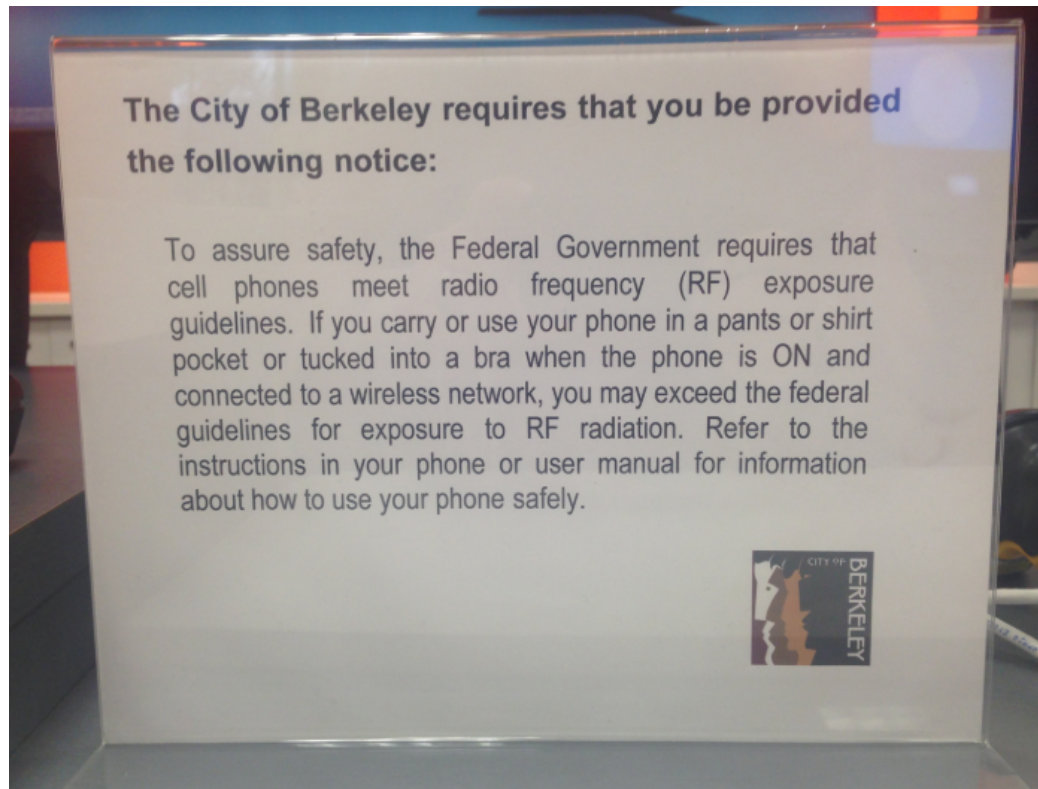 The City of Berkeley requires that you be provided
the following notice:
To assure safety, the Federal Government requires that
cell phones meet radio frequency (RF) exposure
guidelines. If you carry or use your phone in a pants or shirt
pocket or tucked into a bra when the phone is ON and
connected to a wireless network, you may exceed the federal
guidelines for exposure to RF radiation. Refer to the
instructions in your phone or user manual for information
about how to use your phone safely.
CITY OF
BERKELEY